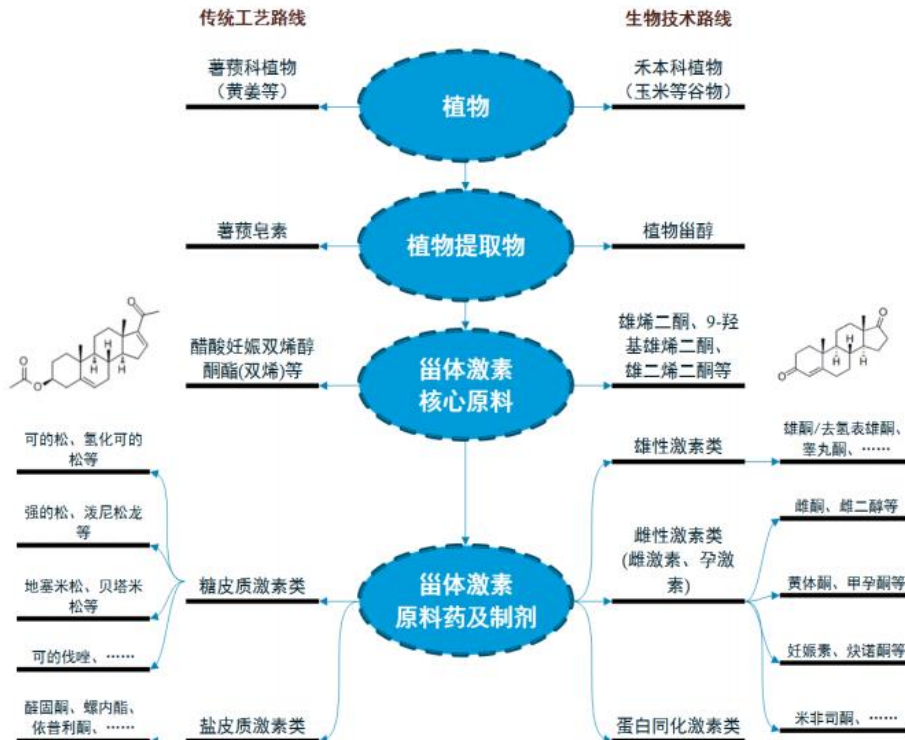 传统工艺路线
生物技术路线
薯蓣科植物
（黄姜等）
植物
禾本科植物
（玉米等谷物）
薯蓣皂素
植物提取物
植物甾醇
醋酸妊娠双烯醇
酮酯(双烯)等
甾体激素
核心原料
雄烯二酮、9-羟
基雄烯二酮、
雄二烯二酮等
O
O
O
H
H
H
O
O
H
H
H
可的松、氢化可的
松等
强的松、泼尼松龙
等
地塞米松、贝塔米
松等
可的伐唑、……
醛固酮、螺内酯、
依普利酮、……
糖皮质激素类
盐皮质激素类
甾体激素
原料药及制剂
雄性激素类
雌性激素类
(雌激素、孕激
素)
蛋白同化激素类
雄酮/去氢表雄酮、
睾丸酮、……
雌酮、雌二醇等
黄体酮、甲孕酮等
妊娠素、炔诺酮等
米非司酮、……